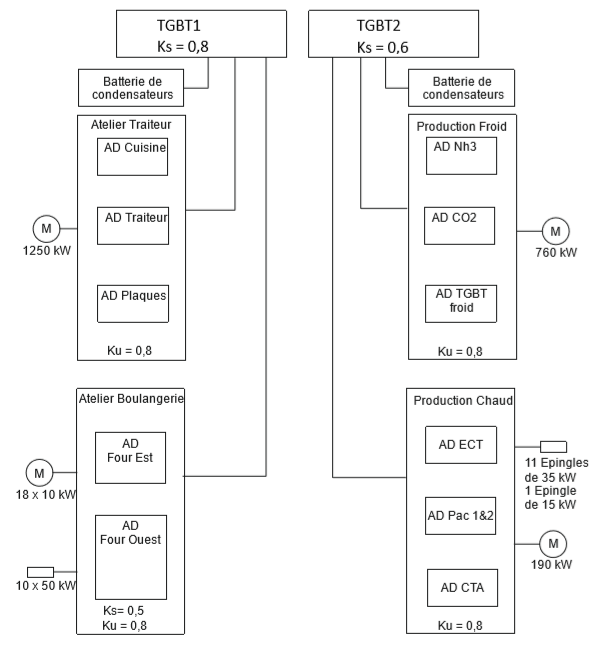 TGBT1
Ks = 0,8
TGBT2
Ks = 0,6
Batterie de
condensateurs
Batterie de
condensateurs
Atelier Traiteur
AD Cuisine
AD Traiteur
AD Plaques
Ku = 0,8
M
1250 kW
Production Froid
AD Nh3
AD CO2
AD TGBT
froid
Ku = 0,8
M
760 kW
Atelier Boulangerie
AD
Four Est
AD
Four Ouest
Ks= 0,5
Ku = 0,8
M
18 x 10 kW
10 x 50 kW
Production Chaud
AD ECT
AD Pac 1&2
AD CTA
Ku = 0,8
11 Epingles
de 35 kW
1 Epingle
de 15 kW
M
190 kW